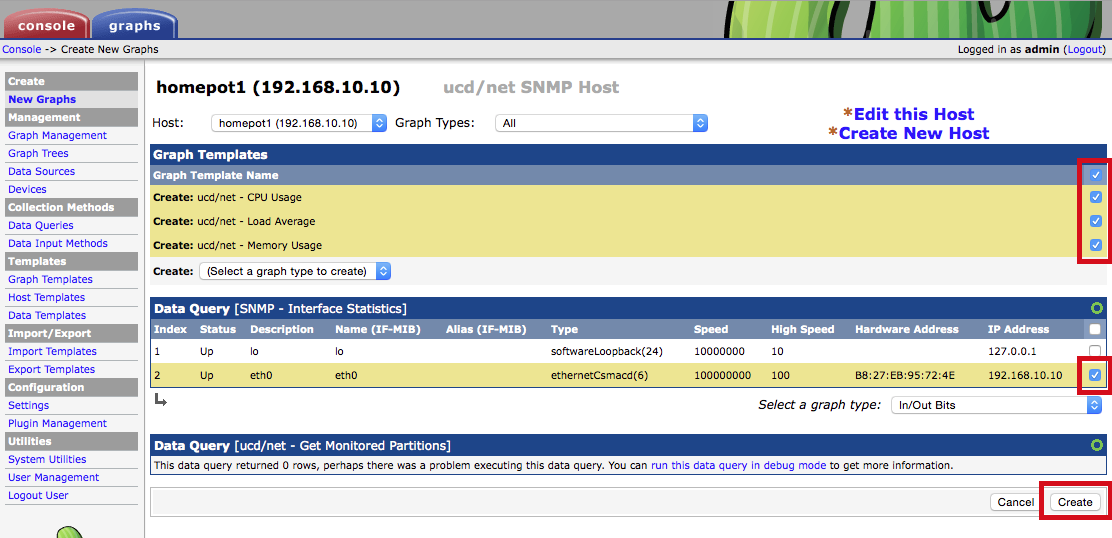 console graphs
Console -> Create New Graphs
Logged in as admin (Logout)
Create
New Graphs
Management
Graph Management
Graph Trees
Data Sources
Devices
Collection Methods
Data Queries
Data Input Methods
Templates
Graph Templates
Host Templates
Data Templates
Import/Export
Import Templates
Export Templates
Configuration
Settings
Plugin Management
Utilities
System Utilities
User Management
Logout User
homepot1 (192.168.10.10) ucd/net SNMP Host
Host: homepot1 (192.168.10.10) Graph Types: All
*Edit this Host
*Create New Host
Graph Templates
Graph Template Name
Create: ucd/net - CPU Usage
Create: ucd/net - Load Average
Create: ucd/net - Memory Usage
Create: (Select a graph type to create)
Data Query [SNMP - Interface Statistics]
Index Status Description Name (IF-MIB) Alias (IF-MIB) Type Speed High Speed Hardware Address IP Address
1 Up lo lo softwareLoopback(24) 10000000 10 127.0.0.1
2 Up eth0 eth0 ethernetCsmacd(6) 100000000 100 B8:27:EB:95:72:4E 192.168.10.10
Select a graph type: In/Out Bits
Data Query [ucd/net - Get Monitored Partitions]
This data query returned 0 rows, perhaps there was a problem executing this data query. You can run this data query in debug mode to get more information.
Cancel Create